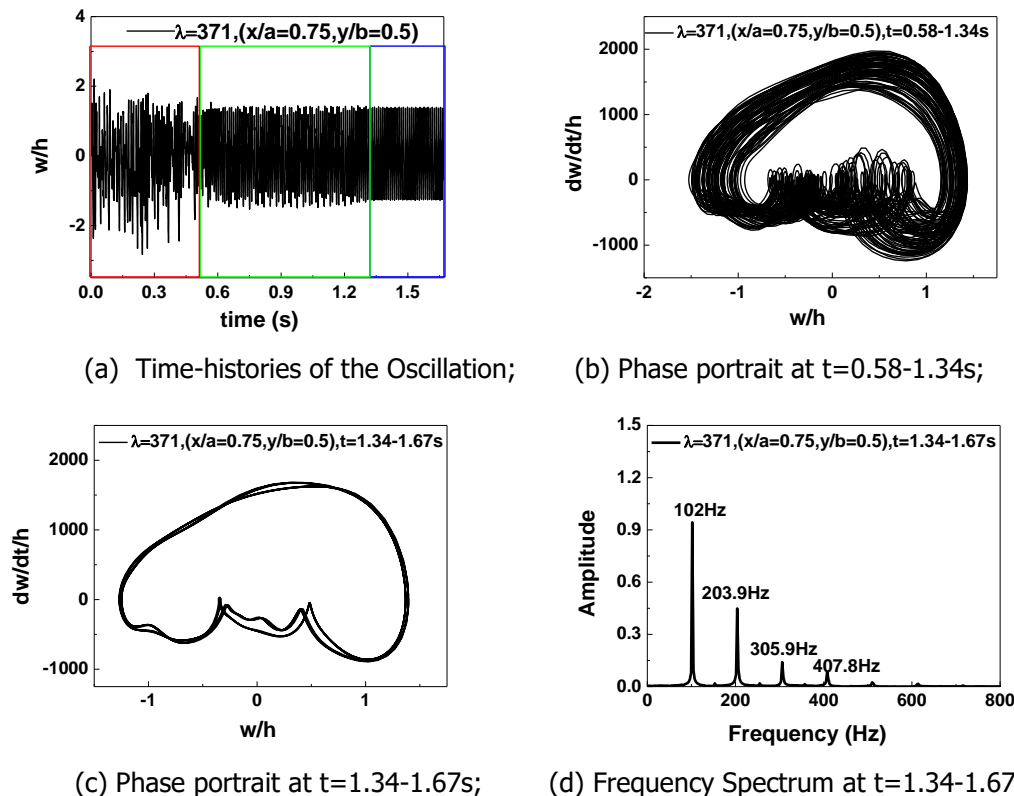 λ=371,(x/a=0.75,y/b=0.5)
4
2
0
-2
w/h
0.0 0.3 0.6 0.9 1.2 1.5
time (s)
(a) Time-histories of the Oscillation;
λ=371,(x/a=0.75,y/b=0.5),t=0.58-1.34s
2000
1000
0
-1000
dw/dt/h
-2 -1 0 1
w/h
(b) Phase portrait at t=0.58-1.34s;
λ=371,(x/a=0.75,y/b=0.5),t=1.34-1.67s
2000
1000
0
-1000
dw/dt/h
-1 0 1
w/h
(c) Phase portrait at t=1.34-1.67s;
λ=371,(x/a=0.75,y/b=0.5),t=1.34-1.67s
1.5
1.2
0.9
0.6
0.3
0.0
Amplitude
102Hz
203.9Hz
305.9Hz
407.8Hz
0 200 400 600 800
Frequency (Hz)
(d) Frequency Spectrum at t=1.34-1.67